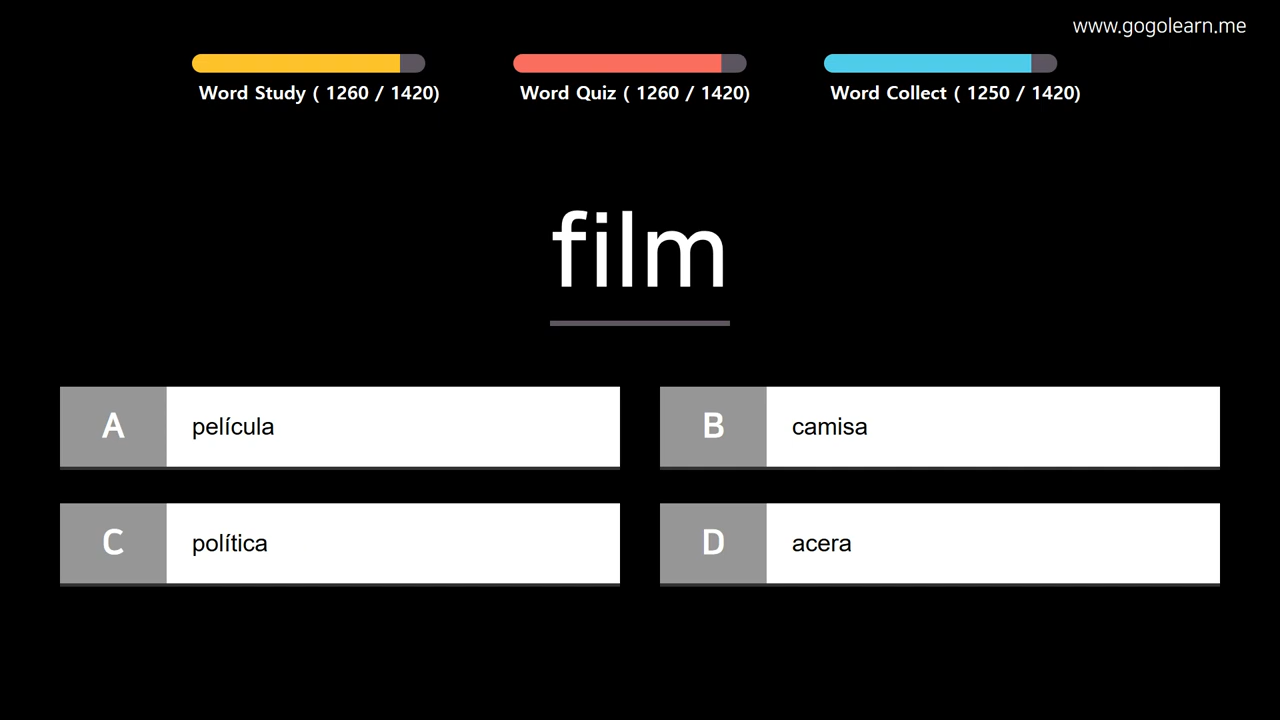 www.gogolearn.me
Word Study ( 1260 / 1420)
Word Quiz ( 1260 / 1420)
Word Collect ( 1250 / 1420)
film
A película
B camisa
C política
D acera